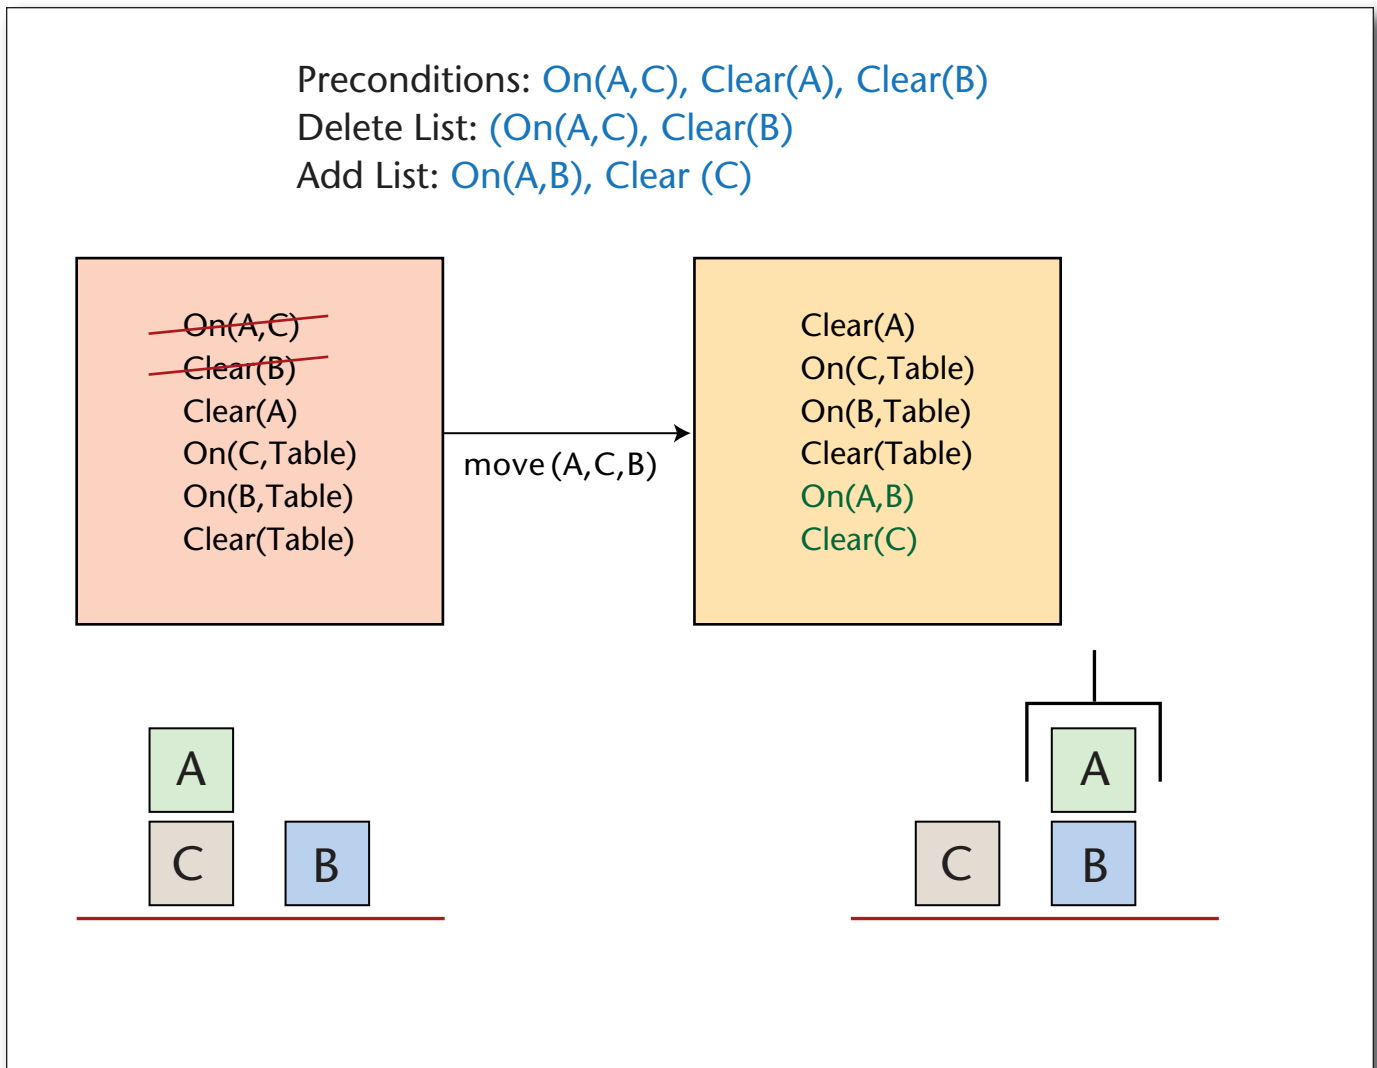 Preconditions: On(A,C), Clear(A), Clear(B)
Delete List: (On(A,C), Clear(B)
Add List: On(A,B), Clear (C)
On(A,C)
Clear(B)
Clear(A)
On(C,Table)
On(B,Table)
Clear(Table)
move (A,C,B)
Clear(A)
On(C,Table)
On(B,Table)
Clear(Table)
On(A,B)
Clear(C)
A
C
B
A
C
B